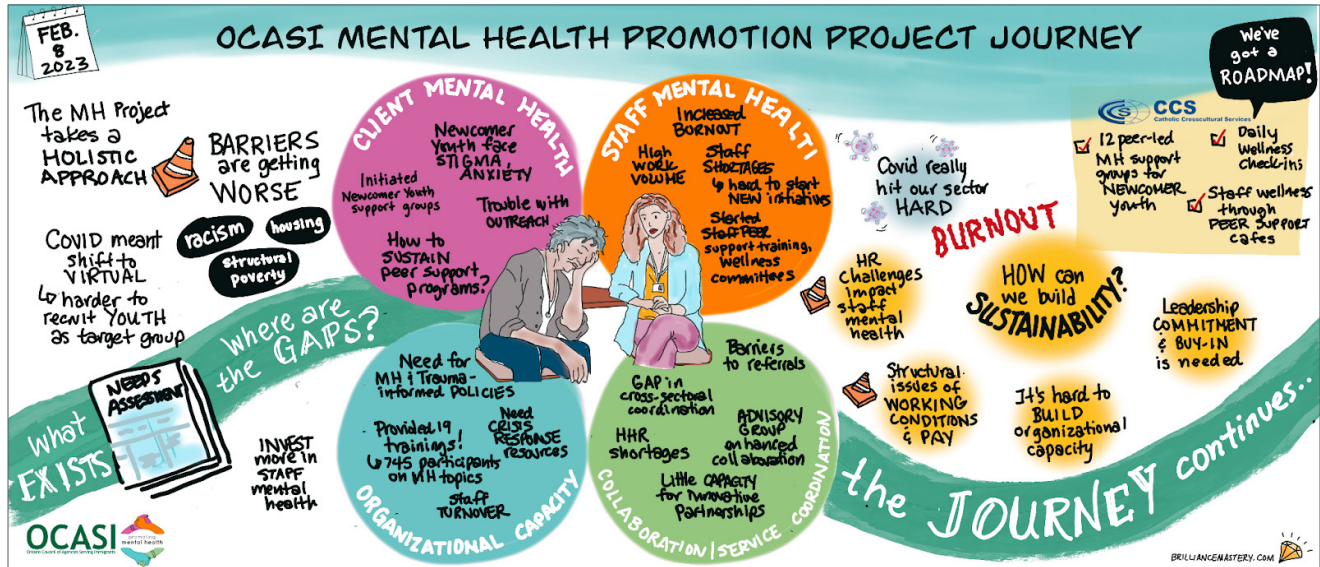 FEB.
8
2023
OCASI MENTAL HEALTH PROMOTION PROJECT JOURNEY
We've
got a
ROADMAP!
The MH Project
takes a
HOLISTIC
APPROACH
BARRIERS
are getting
WORSE
racism
housing
structural
poverty
COVID meant
shift to
VIRTUAL
↳ harder to
recruit YOUTH
as target group
What
EXISTS
where are
the GAPS?
NEEDS
ASSESSMENT
INVEST
more in
STAFF
mental
health
CLIENT MENTAL HEALTH
Newcomer
Youth face
STIGMA,
ANXIETY
Initiated
Newcomer Youth
support groups
Trouble with
OUTREACH
How to
SUSTAIN
peer support
programs?
STAFF MENTAL HEALTH
Increased
BURNOUT
High
WORK
VOLUME
Staff
SHORTAGES
↳ hard to start
NEW initiatives
Started
Staff PEER
support training,
wellness
committees
ORGANIZATIONAL CAPACITY
Need for
MH & Trauma-
informed POLICIES
Need
CRISIS
RESPONSE
resources
Provided 19
trainings!
↳ 745 participants
on MH topics
Staff
TURNOVER
COLLABORATION | SERVICE COORDINATION
Barriers
to referrals
GAP in
cross-sectoral
coordination
HHR
shortages
ADVISORY
GROUP
enhanced
collaboration
Little CAPACITY
for Innovative
Partnerships
Covid really
hit our sector
HARD
BURNOUT
CCS
Catholic Crosscultural Services
12 peer-led
MH support
groups for
NEWCOMER
youth
Daily
Wellness
Check-ins
Staff wellness
through
PEER SUPPORT
cafes
HR
Challenges
impact
staff
mental
health
HOW can
we build
SUSTAINABILITY?
Leadership
COMMITMENT
& BUY-IN
is needed
Structural
issues of
WORKING
CONDITIONS
& PAY
It's hard to
BUILD
organizational
capacity
the JOURNEY continues..
OCASI
Ontario Council of Agencies Serving Immigrants
promoting
mental health
BRILLIANCEMASTERY.COM